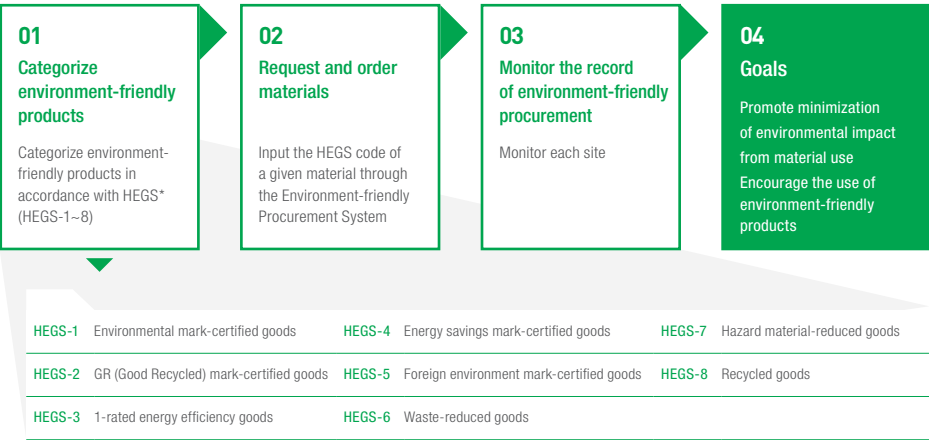 01
Categorize
environment-friendly
products
Categorize environment-
friendly products in
accordance with HEGS*
(HEGS-1~8)
02
Request and order
materials
Input the HEGS code of
a given material through
the Environment-friendly
Procurement System
03
Monitor the record
of environment-friendly
procurement
Monitor each site
04
Goals
Promote minimization
of environmental impact
from material use
Encourage the use of
environment-friendly
products
HEGS-1 Environmental mark-certified goods
HEGS-2 GR (Good Recycled) mark-certified goods
HEGS-3 1-rated energy efficiency goods
HEGS-4 Energy savings mark-certified goods
HEGS-5 Foreign environment mark-certified goods
HEGS-6 Waste-reduced goods
HEGS-7 Hazard material-reduced goods
HEGS-8 Recycled goods